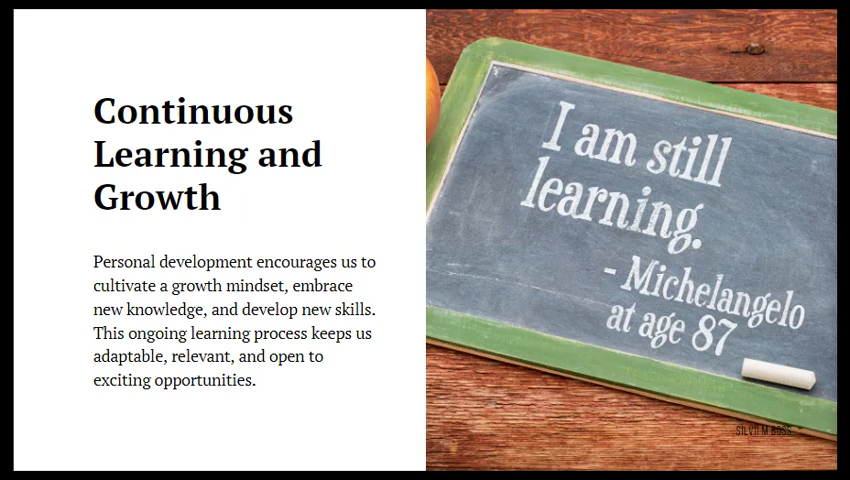 Continuous
Learning and
Growth
Personal development encourages us to
cultivate a growth mindset, embrace
new knowledge, and develop new skills.
This ongoing learning process keeps us
adaptable, relevant, and open to
exciting opportunities.
I am still
learning.
- Michelangelo
at age 87